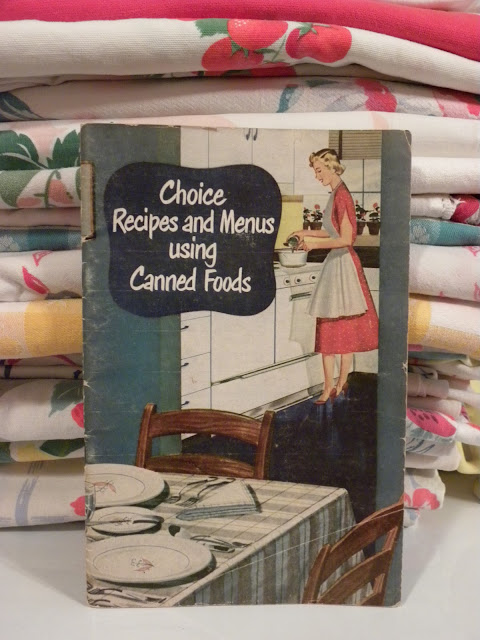 Choice
Recipes and Menus
using
Canned Foods